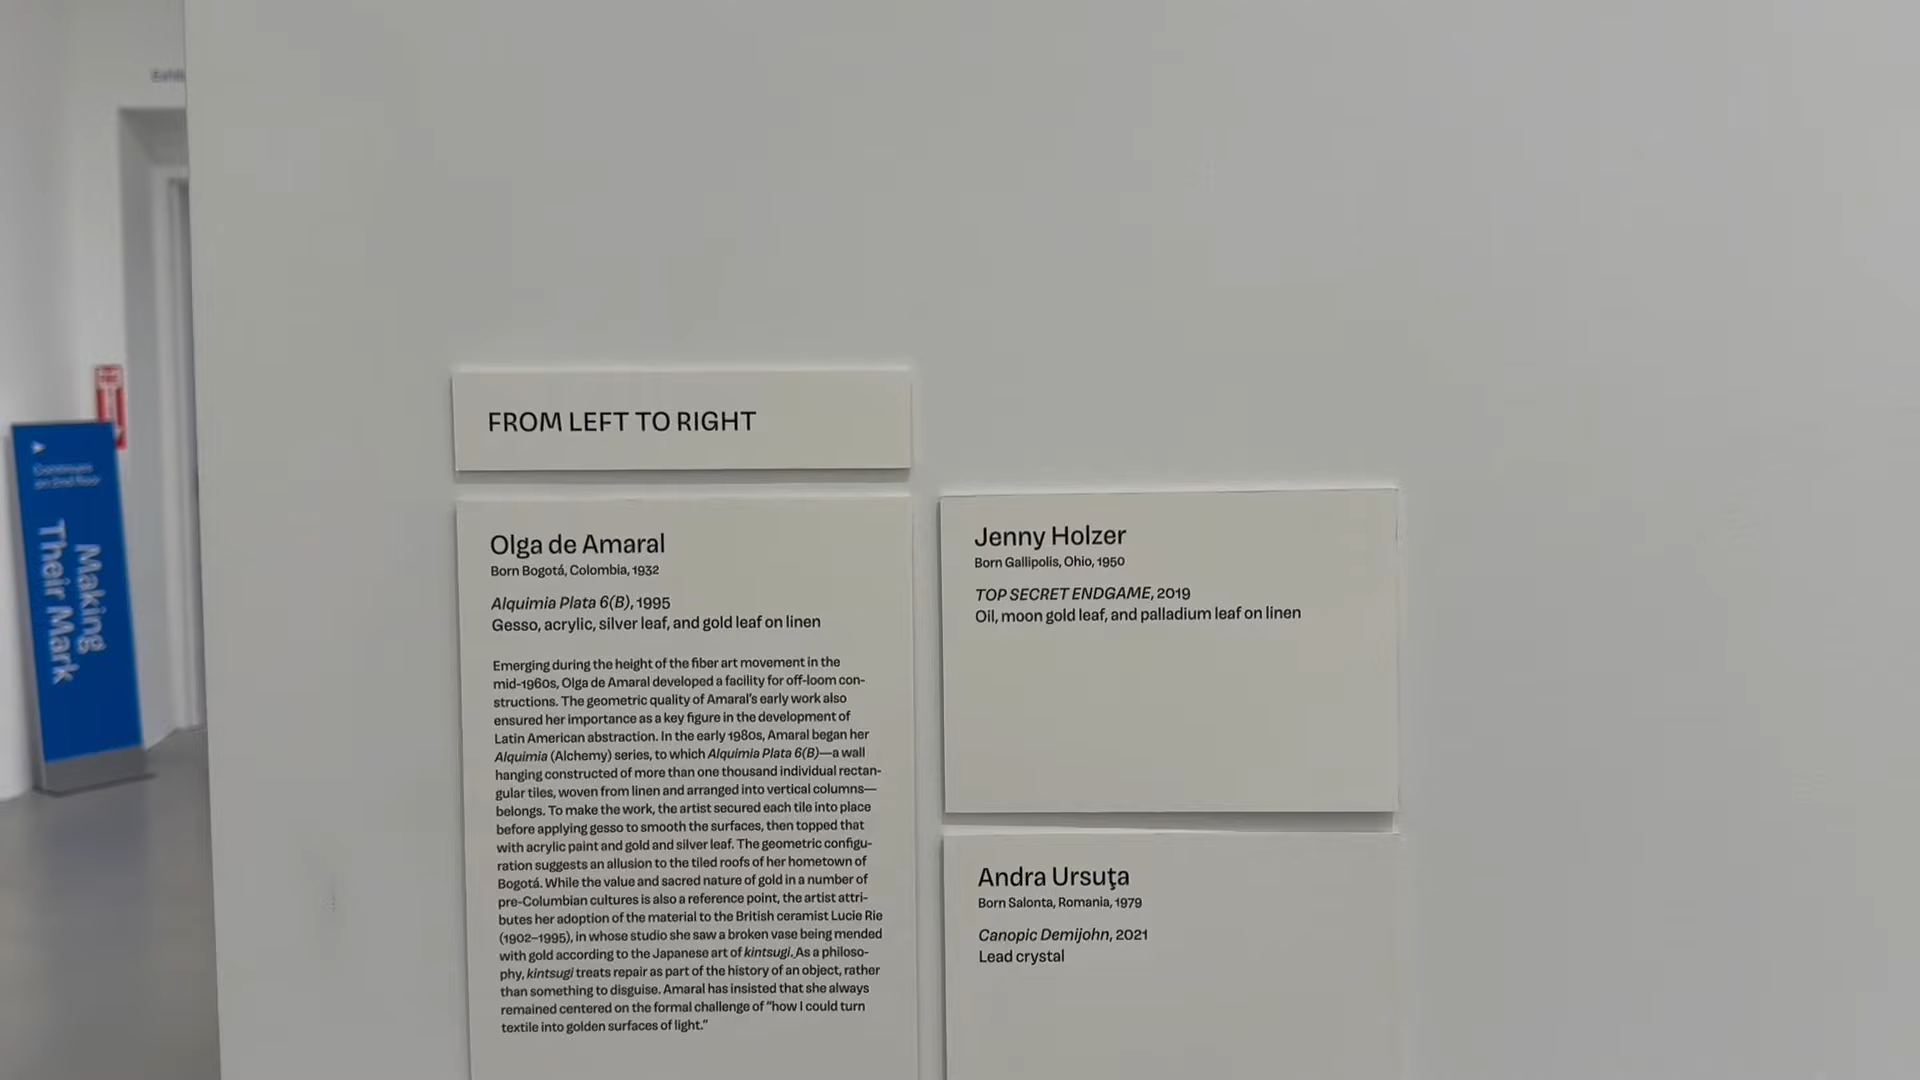 Making
Their Mark
FROM LEFT TO RIGHT
Olga de Amaral
Born Bogotá, Colombia, 1932
Alquimia Plata 6(B), 1995
Gesso, acrylic, silver leaf, and gold leaf on linen
Emerging during the height of the fiber art movement in the
mid-1960s, Olga de Amaral developed a facility for off-loom con-
structions. The geometric quality of Amaral's early work also
ensured her importance as a key figure in the development of
Latin American abstraction. In the early 1980s, Amaral began her
Alquimia (Alchemy) series, to which Alquimia Plata 6(B)—a wall
hanging constructed of more than one thousand individual rectan-
gular tiles, woven from linen and arranged into vertical columns—
belongs. To make the work, the artist secured each tile into place
before applying gesso to smooth the surfaces, then topped that
with acrylic paint and gold and silver leaf. The geometric configu-
ration suggests an allusion to the tiled roofs of her hometown of
Bogotá. While the value and sacred nature of gold in a number of
pre-Columbian cultures is also a reference point, the artist attri-
butes her adoption of the material to the British ceramist Lucie Rie
(1902–1995), in whose studio she saw a broken vase being mended
with gold according to the Japanese art of kintsugi. As a philoso-
phy, kintsugi treats repair as part of the history of an object, rather
than something to disguise. Amaral has insisted that she always
remained centered on the formal challenge of "how I could turn
textile into golden surfaces of light."
Jenny Holzer
Born Gallipolis, Ohio, 1950
TOP SECRET ENDGAME, 2019
Oil, moon gold leaf, and palladium leaf on linen
Andra Ursuţa
Born Salonta, Romania, 1979
Canopic Demijohn, 2021
Lead crystal